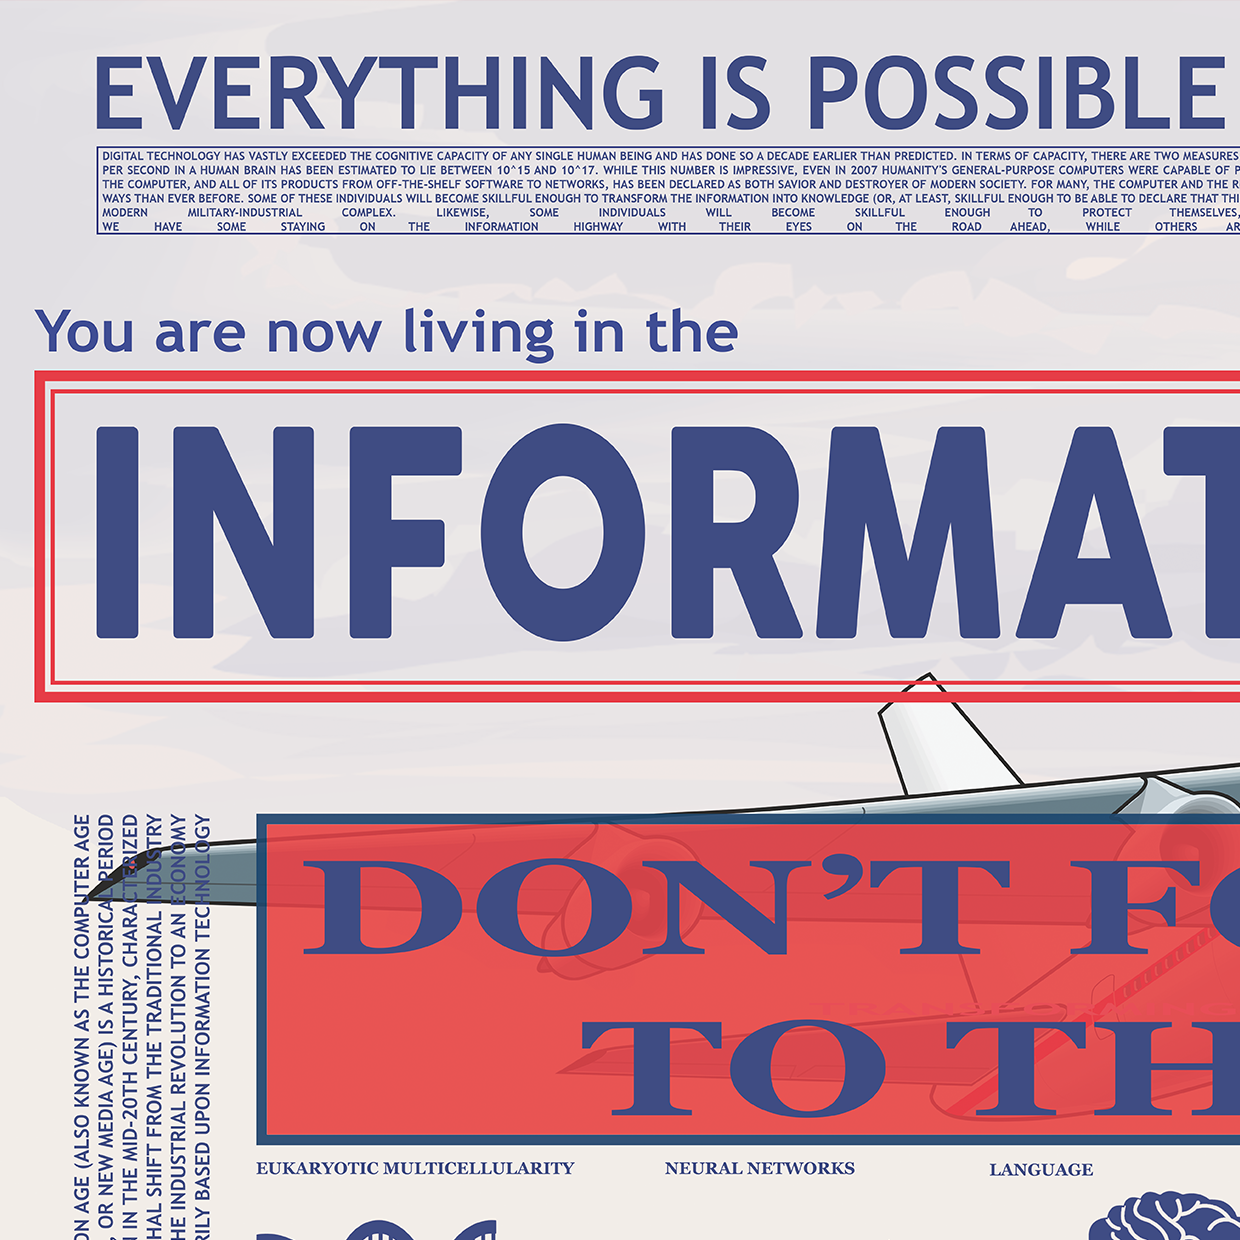 EVERYTHING IS POSSIBLE
DIGITAL TECHNOLOGY HAS VASTLY EXCEEDED THE COGNITIVE CAPACITY OF ANY SINGLE HUMAN BEING AND HAS DONE SO A DECADE EARLIER THAN PREDICTED. IN TERMS OF CAPACITY, THERE ARE TWO MEASURES
PER SECOND IN A HUMAN BRAIN HAS BEEN ESTIMATED TO LIE BETWEEN 10^15 AND 10^17. WHILE THIS NUMBER IS IMPRESSIVE, EVEN IN 2007 HUMANITY'S GENERAL-PURPOSE COMPUTERS WERE CAPABLE OF P
THE COMPUTER, AND ALL OF ITS PRODUCTS FROM OFF-THE-SHELF SOFTWARE TO NETWORKS, HAS BEEN DECLARED AS BOTH SAVIOR AND DESTROYER OF MODERN SOCIETY. FOR MANY, THE COMPUTER AND THE R
WAYS THAN EVER BEFORE. SOME OF THESE INDIVIDUALS WILL BECOME SKILLFUL ENOUGH TO TRANSFORM THE INFORMATION INTO KNOWLEDGE (OR, AT LEAST, SKILLFUL ENOUGH TO BE ABLE TO DECLARE THAT THI
MODERN MILITARY-INDUSTRIAL COMPLEX. LIKEWISE, SOME INDIVIDUALS WILL BECOME SKILLFUL ENOUGH TO PROTECT THEMSELVES,
WE HAVE SOME STAYING ON THE INFORMATION HIGHWAY WITH THEIR EYES ON THE ROAD AHEAD, WHILE OTHERS AR
You are now living in the
INFORMAT
DON'T FO
TO TH
ON AGE (ALSO KNOWN AS THE COMPUTER AGE
, OR NEW MEDIA AGE) IS A HISTORICAL PERIOD
N IN THE MID-20TH CENTURY, CHARACTERIZED
HAL SHIFT FROM THE TRADITIONAL INDUSTRY
HE INDUSTRIAL REVOLUTION TO AN ECONOMY
RILY BASED UPON INFORMATION TECHNOLOGY
EUKARYOTIC MULTICELLULARITY
NEURAL NETWORKS
LANGUAGE